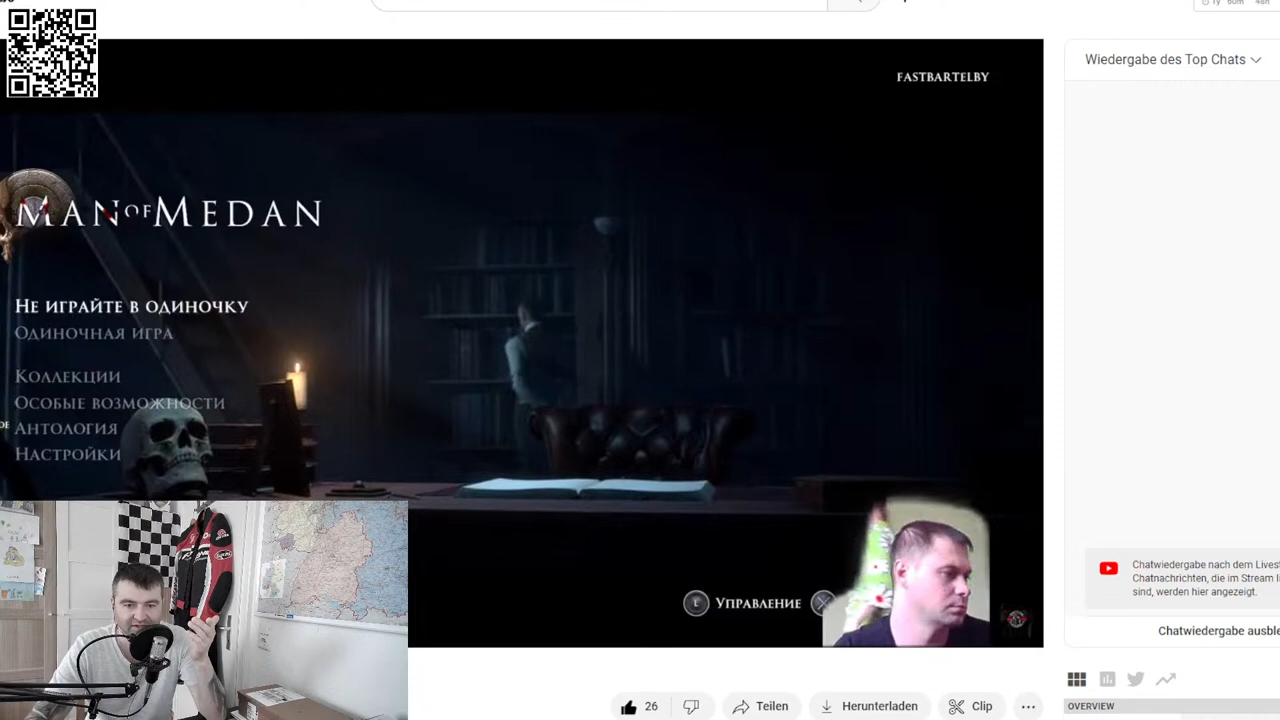 Wiedergabe des Top Chats
FASTBARTELBY
MAN OF MEDAN
НЕ ИГРАЙТЕ В ОДИНОЧКУ
ОДИНОЧНАЯ ИГРА
КОЛЛЕКЦИИ
ОСОБЫЕ ВОЗМОЖНОСТИ
АНТОЛОГИЯ
НАСТРОЙКИ
L УПРАВЛЕНИЕ
Chatwiedergabe nach dem Livest
Chatnachrichten, die im Stream
sind, werden hier angezeigt.
Chatwiedergabe ausble
26
Teilen
Herunterladen
Clip
OVERVIEW